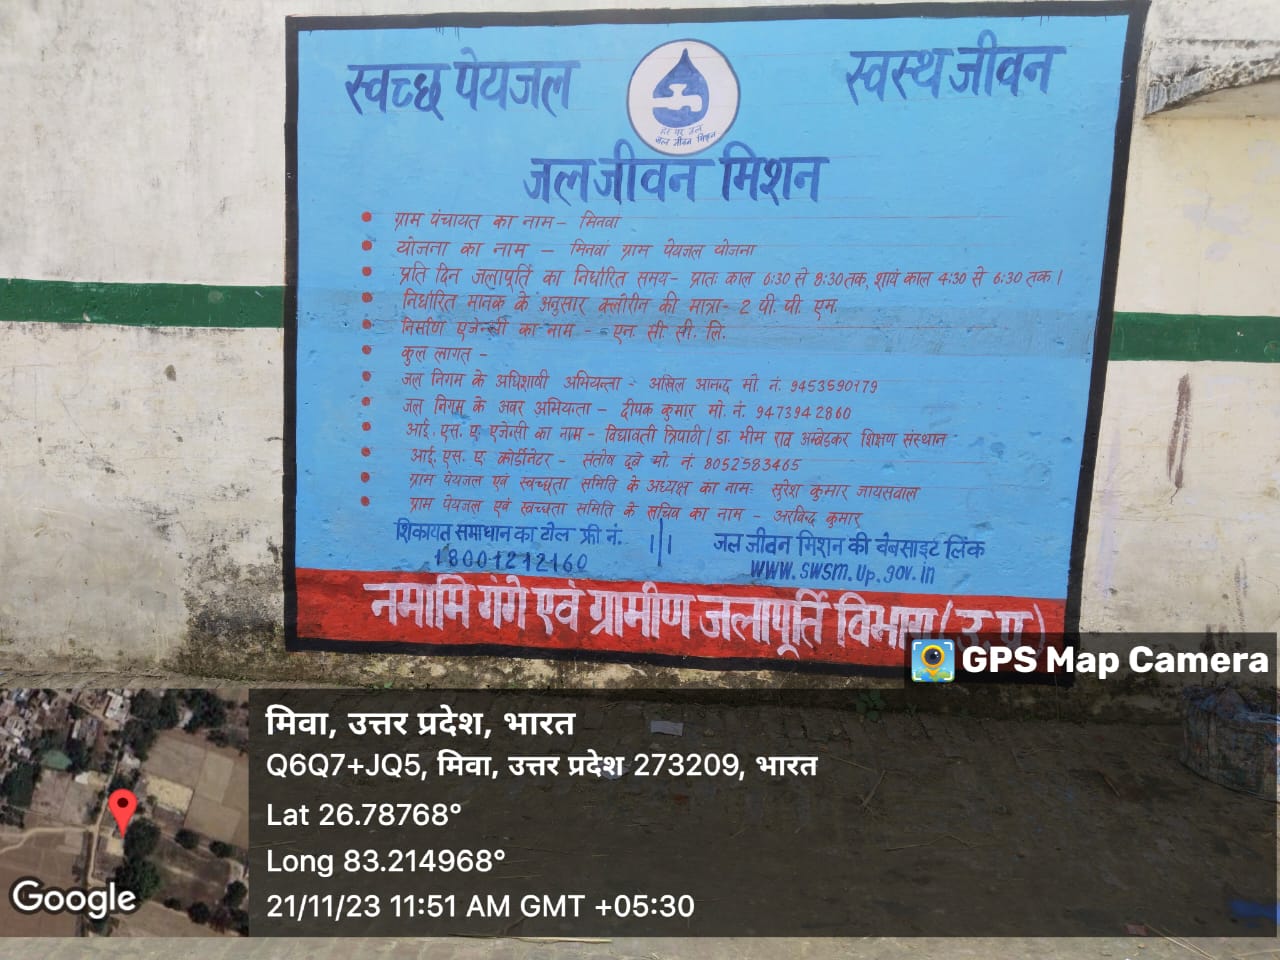 स्वच्छ पेयजल
स्वस्थ जीवन
हर घर जल
जल जीवन मिशन
जल जीवन मिशन
• ग्राम पंचायत का नाम - मिनवां
• योजना का नाम - मिनवां ग्राम पेयजल योजना
• प्रति दिन जलापूर्ति का निर्धारित समय - प्रातः काल 6:30 से 8:30 तक, शायं काल 4:30 से 6:30 तक।
• निर्धारित मानक के अनुसार क्लोरीन की मात्रा - 2 पी. पी. एम.
• निर्माण एजेन्सी का नाम - एन. सी. सी. लि.
• कुल लागत -
• जल निगम के अधिशाषी अभियन्ता - अखिल आनन्द मो. नं. 9453590179
• जल निगम के अवर अभियन्ता - दीपक कुमार मो. नं. 9473942860
• आई. एस. ए. एजेन्सी का नाम - विद्यावती त्रिपाठी / डा. भीम राव अम्बेडकर शिक्षण संस्थान
• आई. एस. ए. कोर्डीनेटर - संतोष दूबे मो. नं. 8052583465
• ग्राम पेयजल एवं स्वच्छता समिति के अध्यक्ष का नाम: सुरेश कुमार जायसवाल
• ग्राम पेयजल एवं स्वच्छता समिति के सचिव का नाम - अरविन्द कुमार
शिकायत समाधान का टोल फ्री नं.
18001212160
जल जीवन मिशन की वेबसाइट लिंक
www.swsm.up.gov.in
नमामि गंगे एवं ग्रामीण जलापूर्ति विभाग (उ.प्र.)
GPS Map Camera
मिवा, उत्तर प्रदेश, भारत
Q6Q7+JQ5, मिवा, उत्तर प्रदेश 273209, भारत
Lat 26.78768°
Long 83.214968°
21/11/23 11:51 AM GMT +05:30
Google